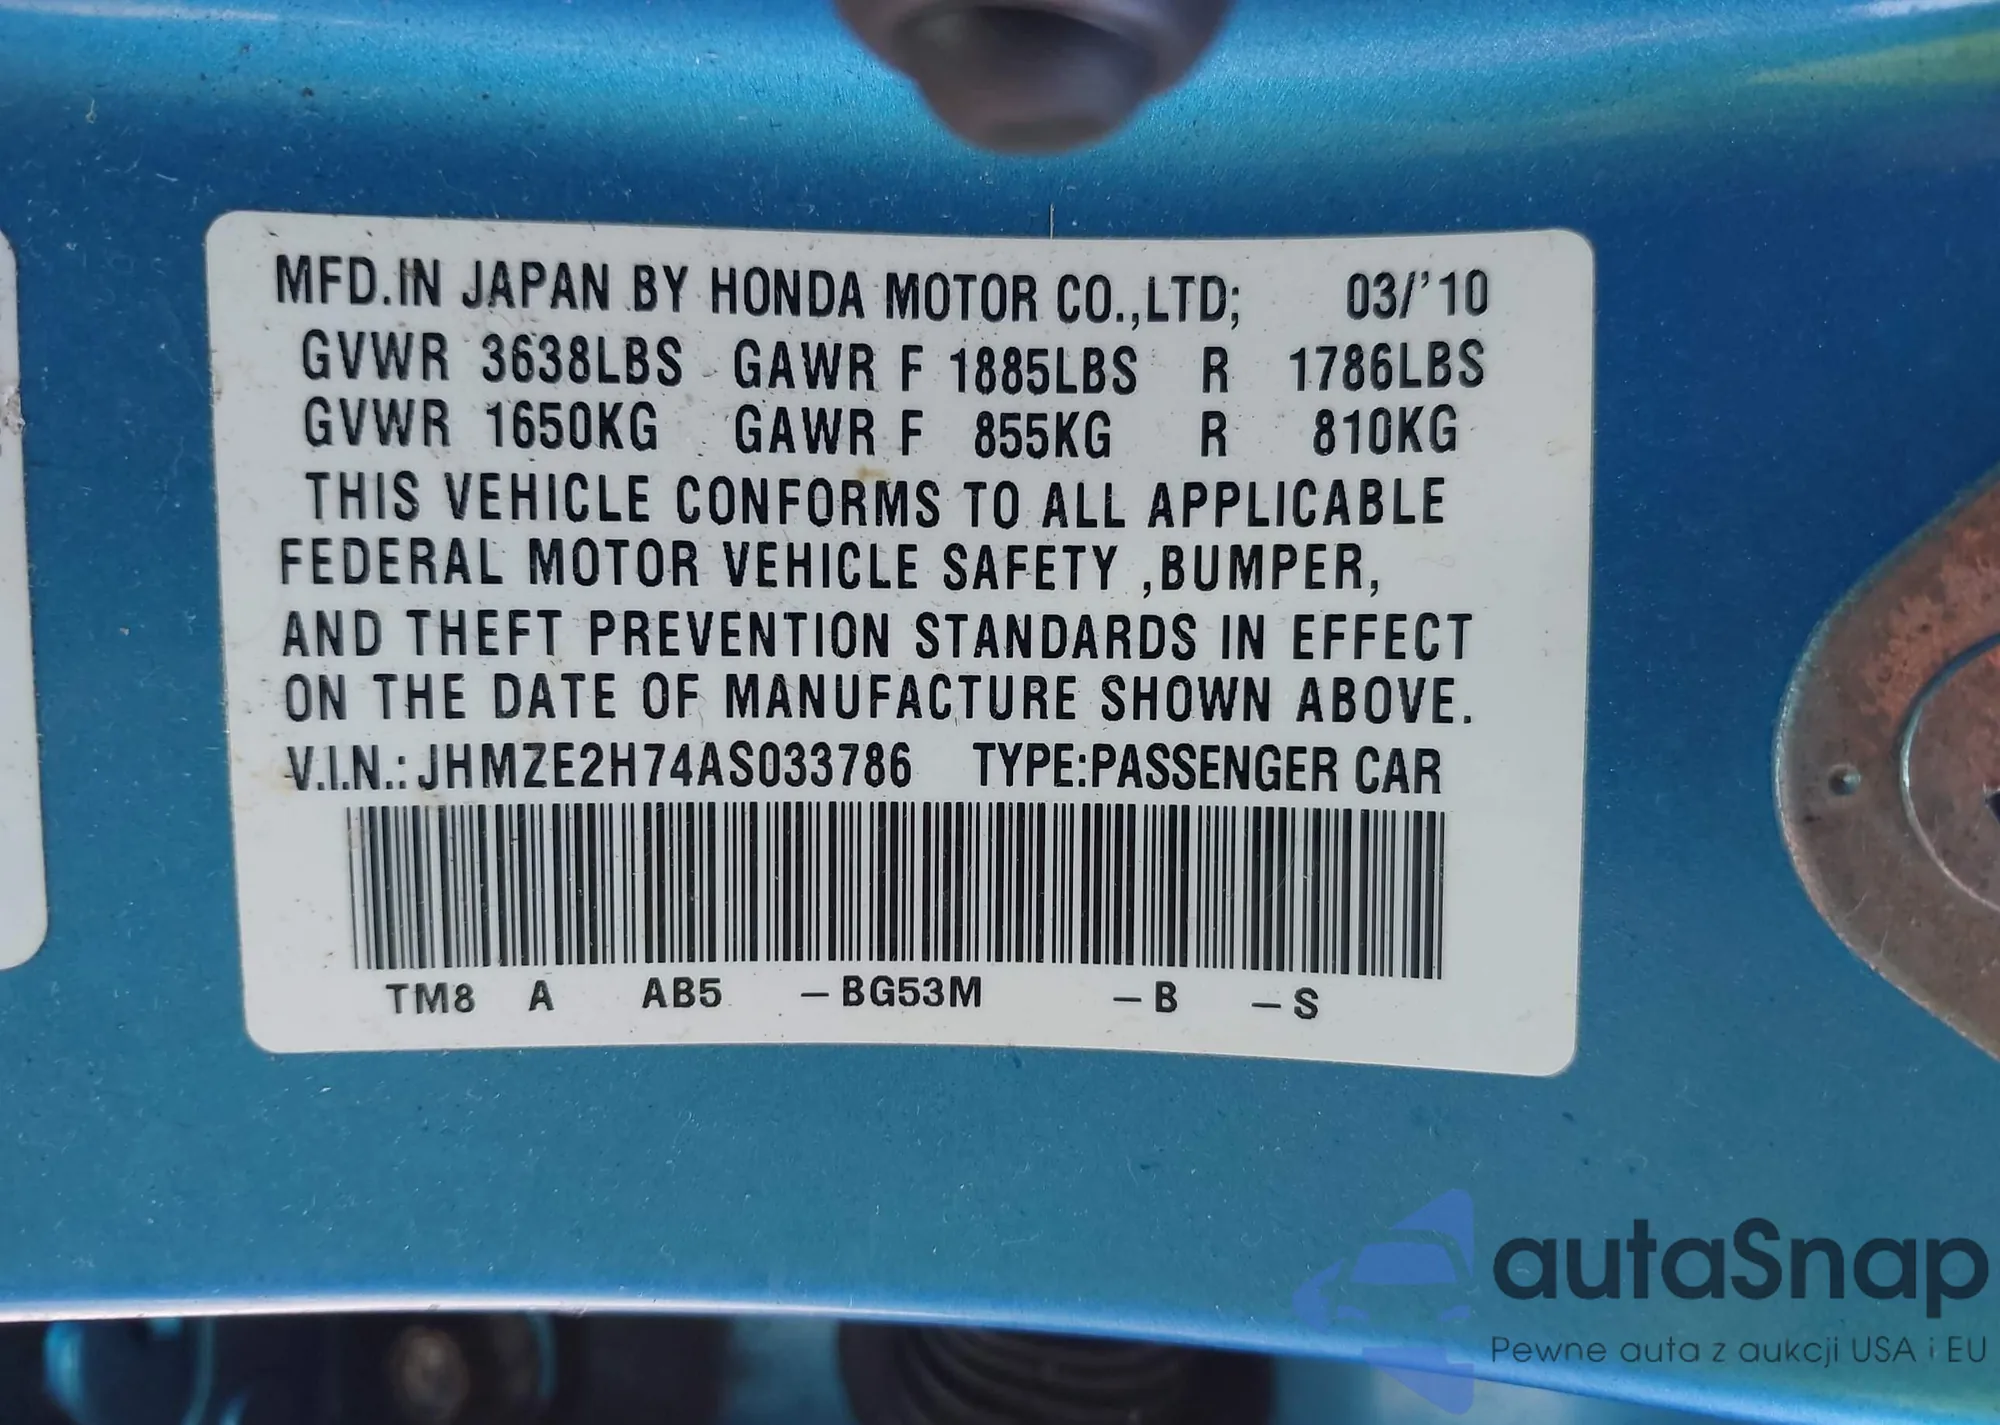 MFD.IN JAPAN BY HONDA MOTOR CO.,LTD; 03/'10
GVWR 3638LBS GAWR F 1885LBS R 1786LBS
GVWR 1650KG GAWR F 855KG R 810KG
THIS VEHICLE CONFORMS TO ALL APPLICABLE
FEDERAL MOTOR VEHICLE SAFETY ,BUMPER,
AND THEFT PREVENTION STANDARDS IN EFFECT
ON THE DATE OF MANUFACTURE SHOWN ABOVE.
V.I.N.: JHMZE2H74AS033786 TYPE:PASSENGER CAR
TM8 A AB5 –BG53M –B –S
autaSnap
Pewne auta z aukcji USA i EU